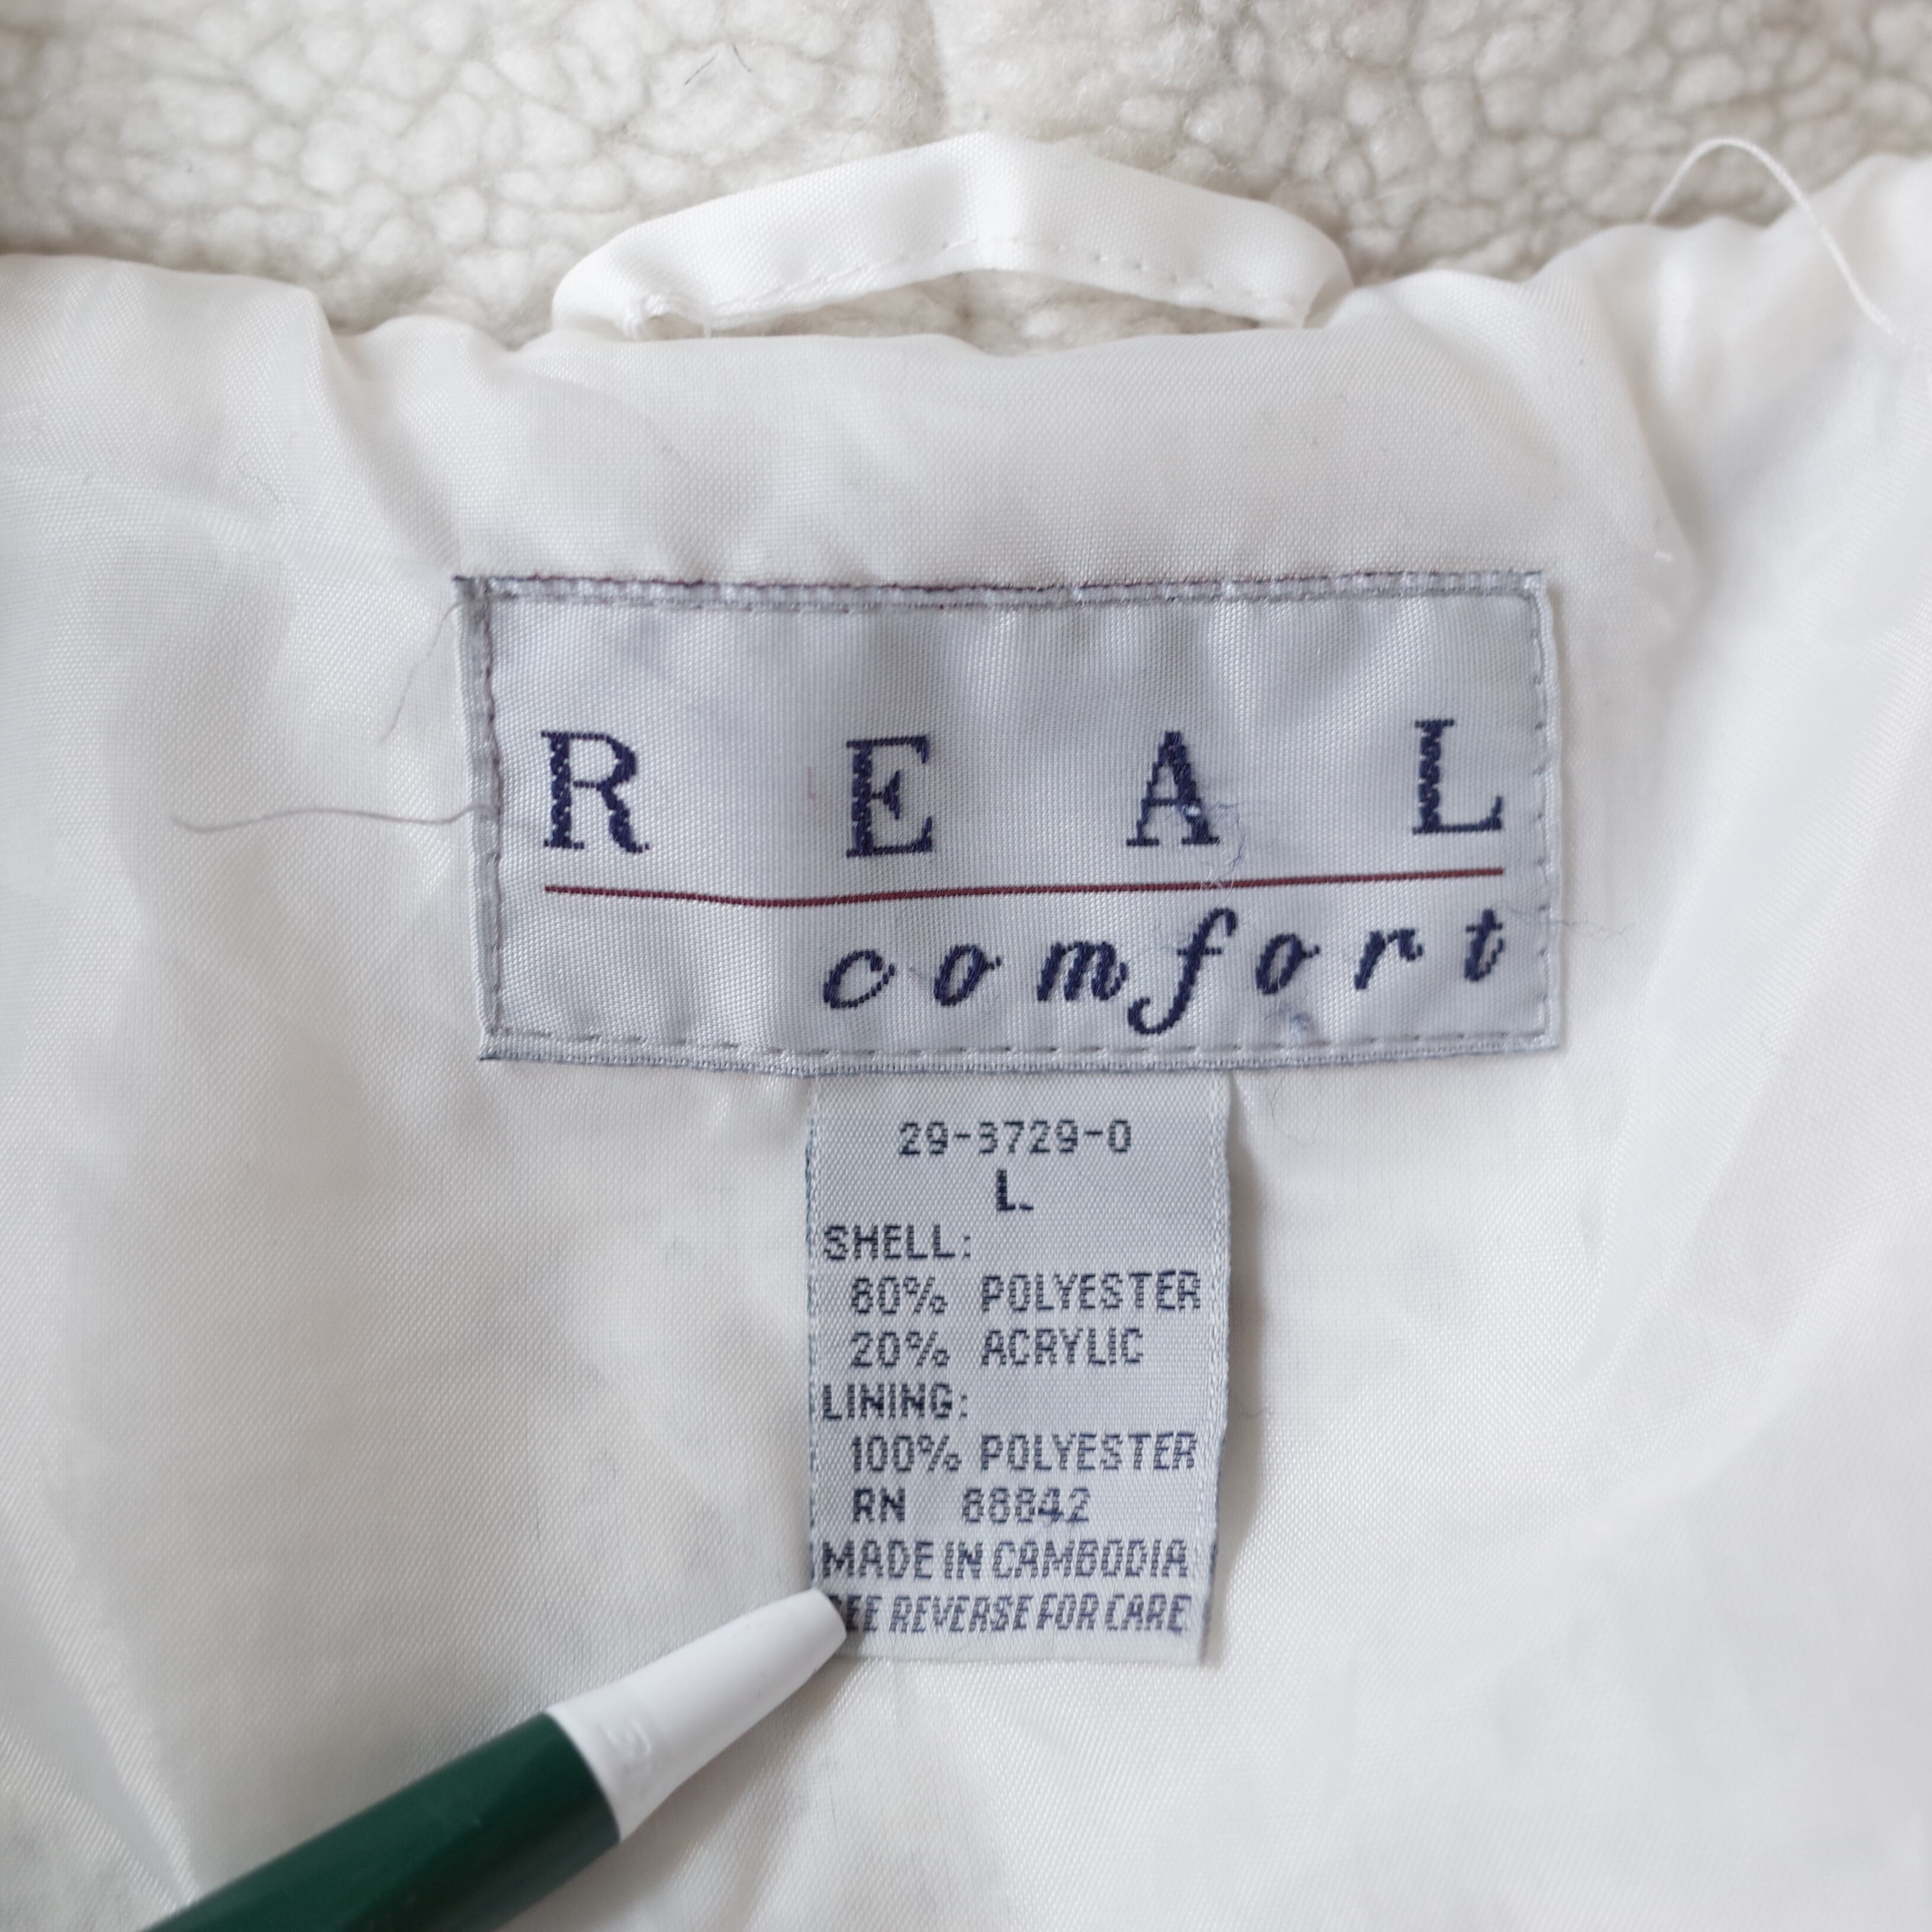 REAL
comfort
29-3729-0
L
SHELL:
80% POLYESTER
20% ACRYLIC
LINING:
100% POLYESTER
RN 88842
MADE IN CAMBODIA
SEE REVERSE FOR CARE